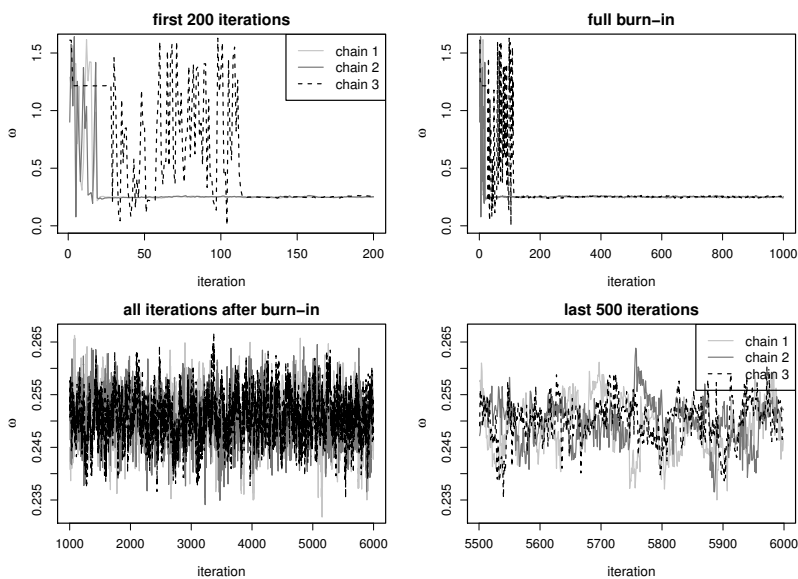 first 200 iterations
chain 1
chain 2
chain 3
1.5
1.0
0.5
0.0
ω
0 50 100 150 200
iteration
full burn−in
1.5
1.0
0.5
0.0
ω
0 200 400 600 800 1000
iteration
all iterations after burn−in
0.265
0.255
0.245
0.235
ω
1000 2000 3000 4000 5000 6000
iteration
last 500 iterations
chain 1
chain 2
chain 3
0.265
0.255
0.245
0.235
ω
5500 5600 5700 5800 5900 6000
iteration